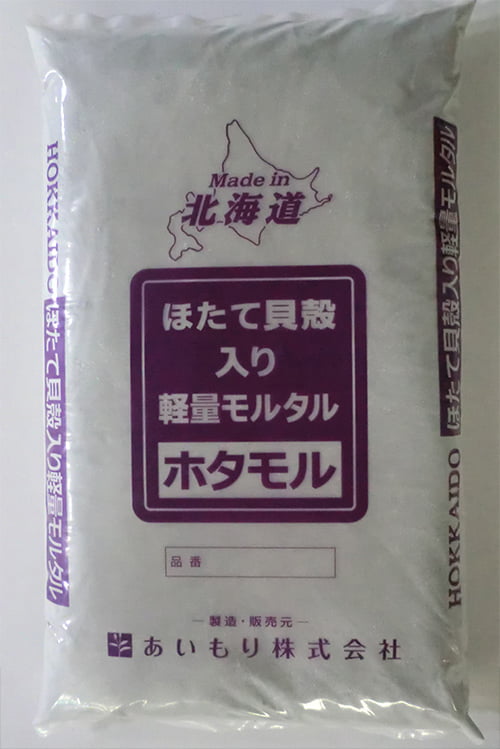 Made in
北海道
ほたて貝殻
入り
軽量モルタル
ホタモル
品番
― 製造・販売元 ―
あいもり株式会社
HOKKAIDO ほたて貝殻入り軽量モルタル
HOKKAIDO ほたて貝殻入り軽量モルタル